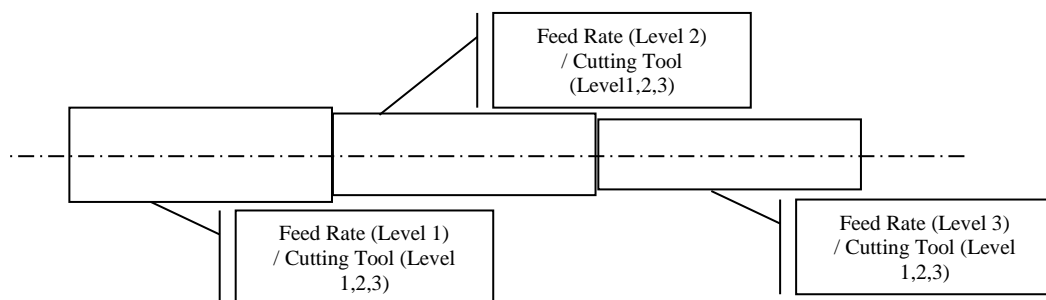 Feed Rate (Level 2)
/ Cutting Tool
(Level1,2,3)
Feed Rate (Level 1)
/ Cutting Tool (Level
1,2,3)
Feed Rate (Level 3)
/ Cutting Tool (Level
1,2,3)